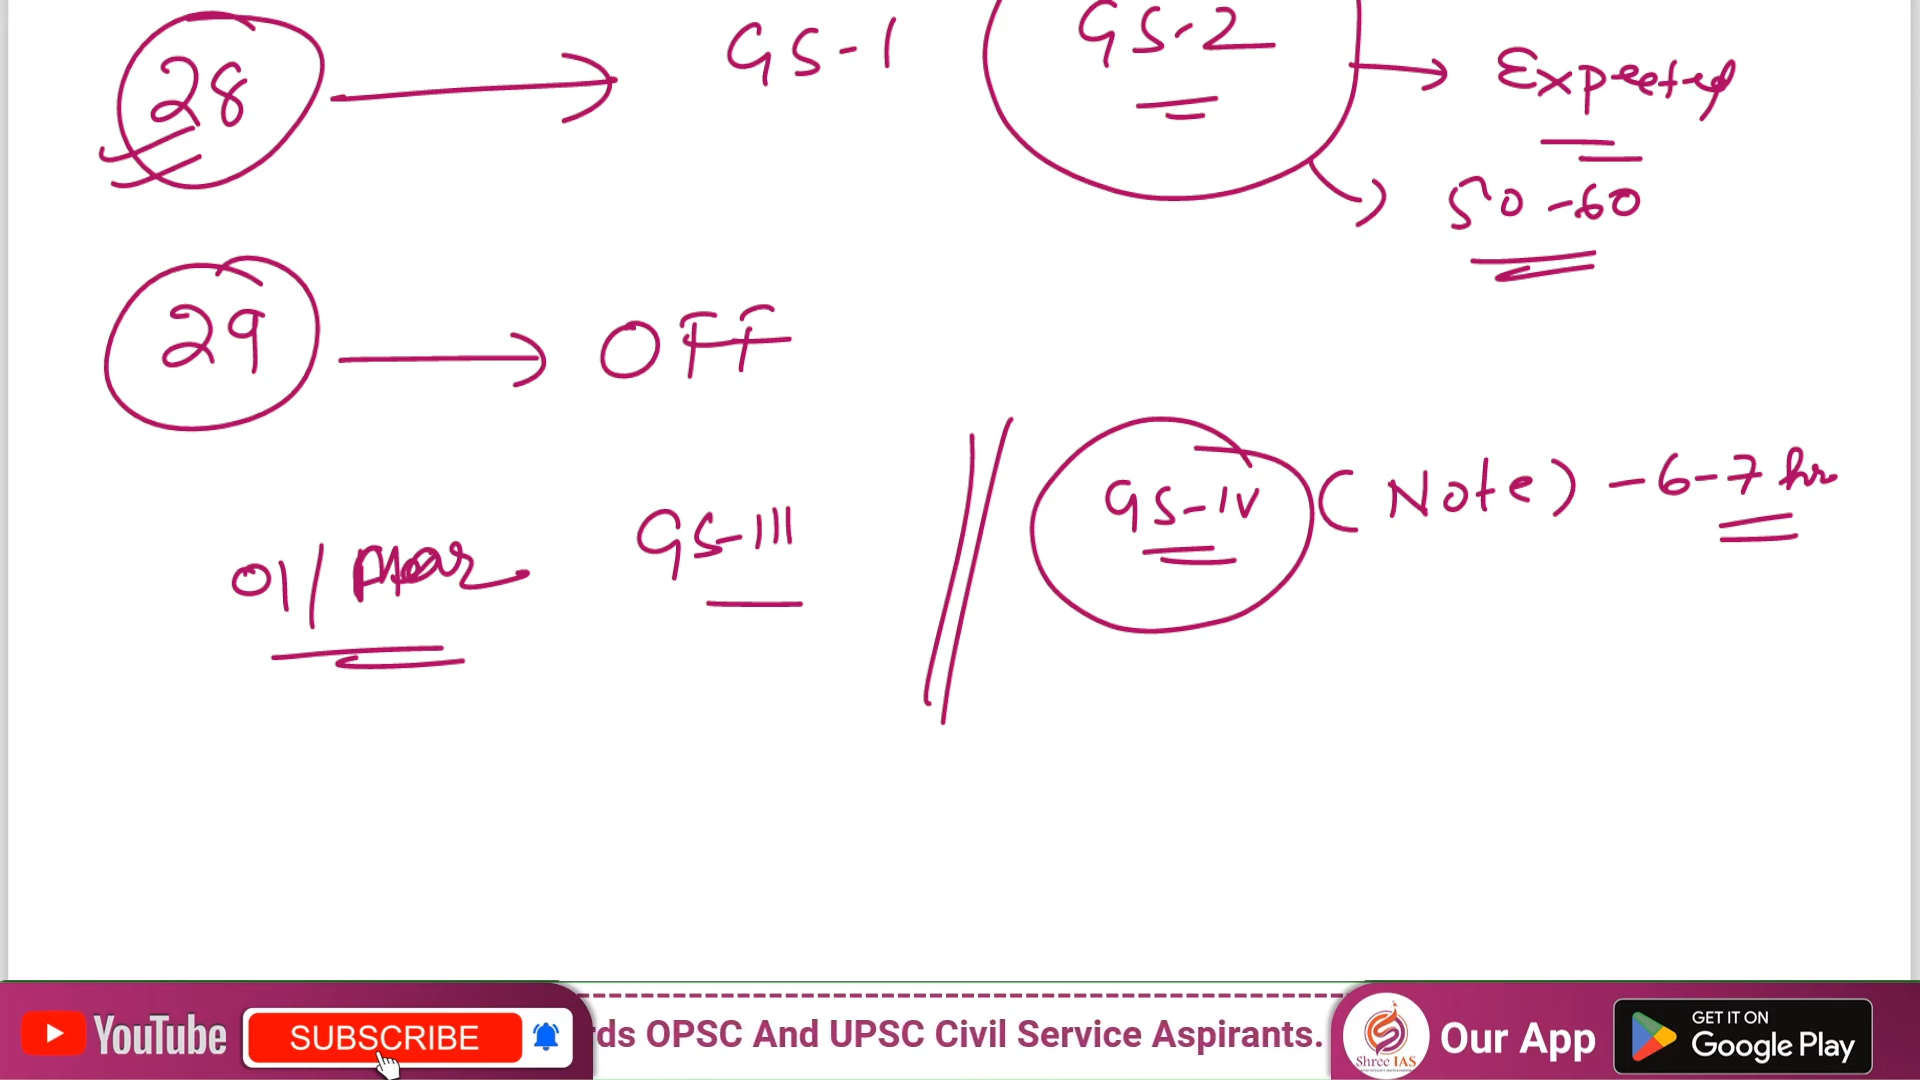 28 → GS-1 GS-2 → Expected
50-60
29 → OFF
01/Mar GS-III // GS-IV (Note) - 6-7 hr
YouTube SUBSCRIBE rds OPSC And UPSC Civil Service Aspirants. Shree IAS Our App GET IT ON Google Play